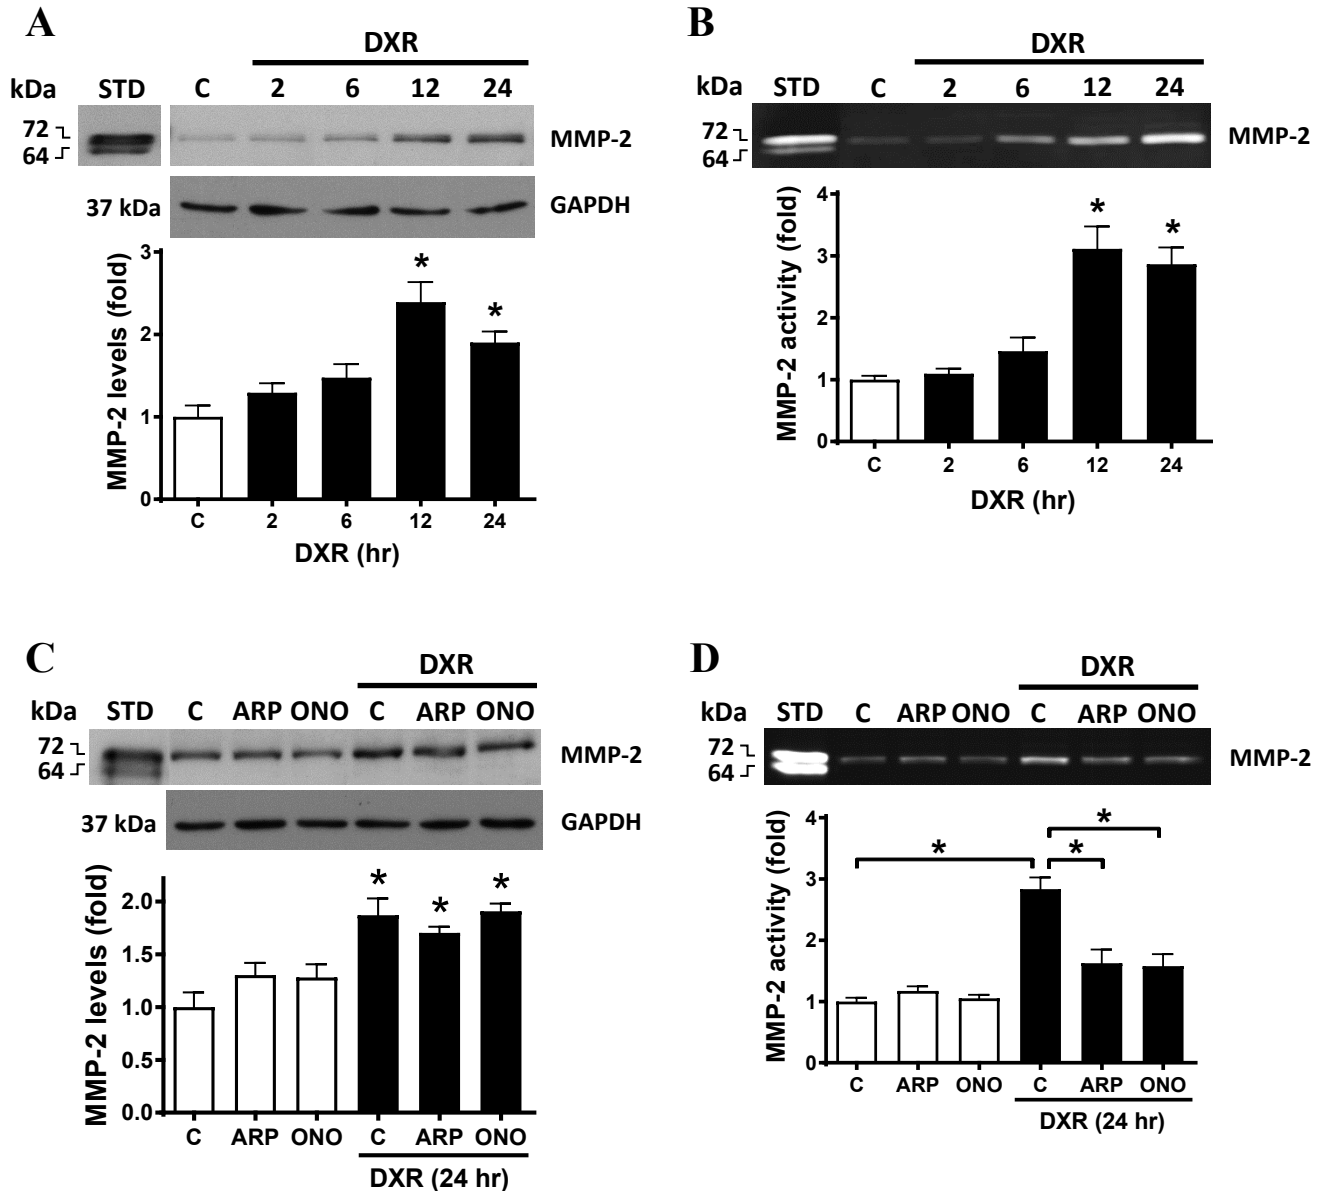 A
DXR
kDa STD C 2 6 12 24
72
64
MMP-2
37 kDa
GAPDH
MMP-2 levels (fold)
3
2
1
0
*
*
C 2 6 12 24
DXR (hr)
B
DXR
kDa STD C 2 6 12 24
72
64
MMP-2
MMP-2 activity (fold)
4
3
2
1
0
*
*
C 2 6 12 24
DXR (hr)
C
DXR
kDa STD C ARP ONO C ARP ONO
72
64
MMP-2
37 kDa
GAPDH
MMP-2 levels (fold)
2.0
1.5
1.0
0.5
0.0
* * *
C ARP ONO C ARP ONO
DXR (24 hr)
D
DXR
kDa STD C ARP ONO C ARP ONO
72
64
MMP-2
MMP-2 activity (fold)
4
3
2
1
0
*
* *
C ARP ONO C ARP ONO
DXR (24 hr)